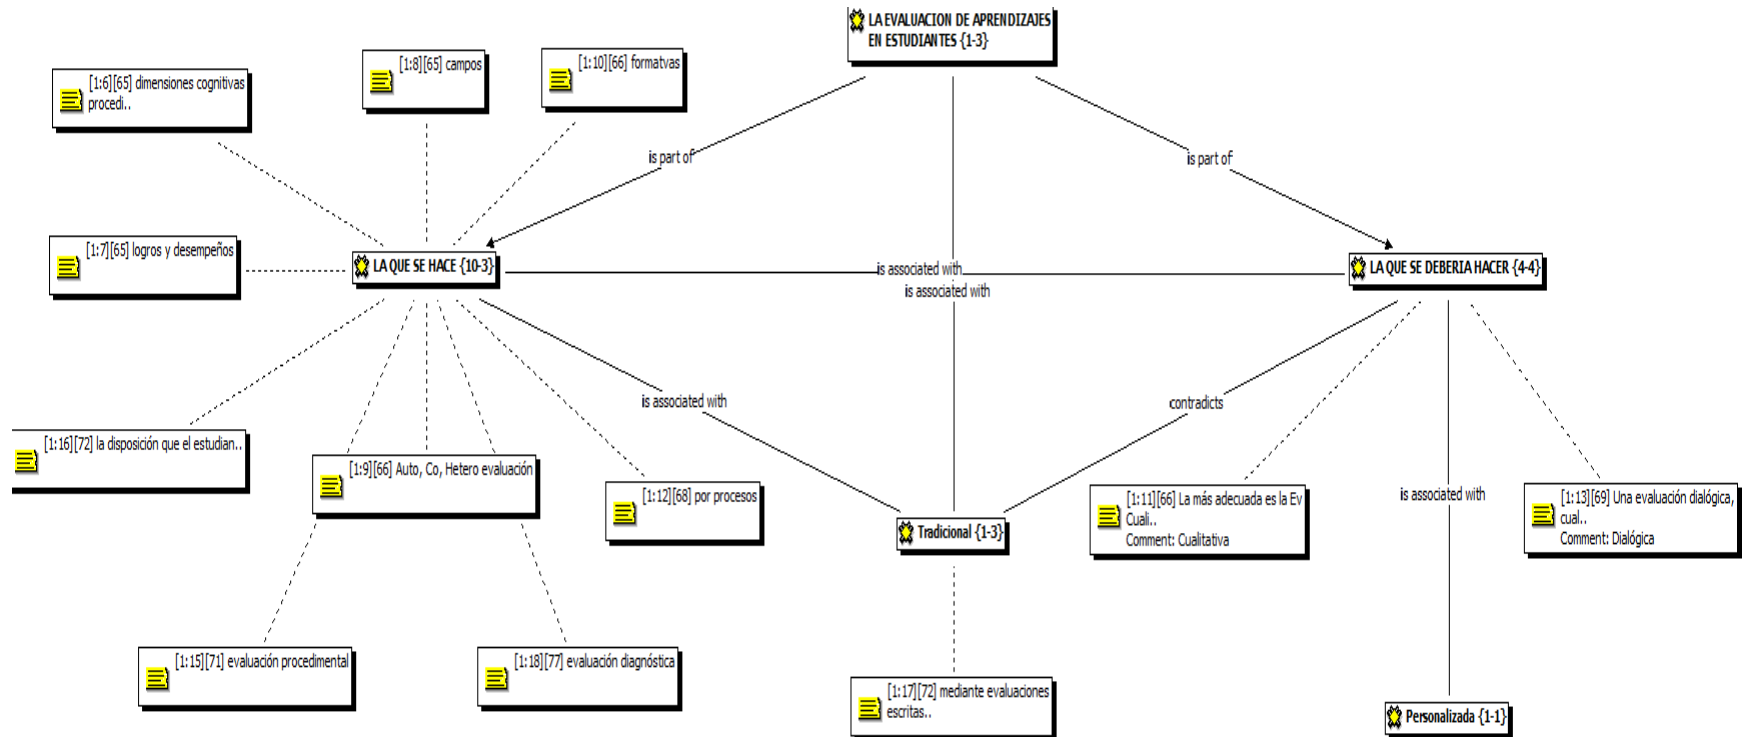 LA EVALUACION DE APRENDIZAJES
EN ESTUDIANTES {1-3}
[1:8][65] campos
[1:10][66] formatvas
[1:6][65] dimensiones cognitivas
procedi..
is part of
is part of
[1:7][65] logros y desempeños
LA QUE SE HACE {10-3}
is associated with
is associated with
LA QUE SE DEBERIA HACER {4-4}
is associated with
contradicts
[1:16][72] la disposición que el estudian..
[1:9][66] Auto, Co, Hetero evaluación
[1:12][68] por procesos
Tradicional {1-3}
[1:11][66] La más adecuada es la Ev
Cuali..
Comment: Cualitativa
is associated with
[1:13][69] Una evaluación dialógica,
cual..
Comment: Dialógica
[1:15][71] evaluación procedimental
[1:18][77] evaluación diagnóstica
[1:17][72] mediante evaluaciones
escritas..
Personalizada {1-1}